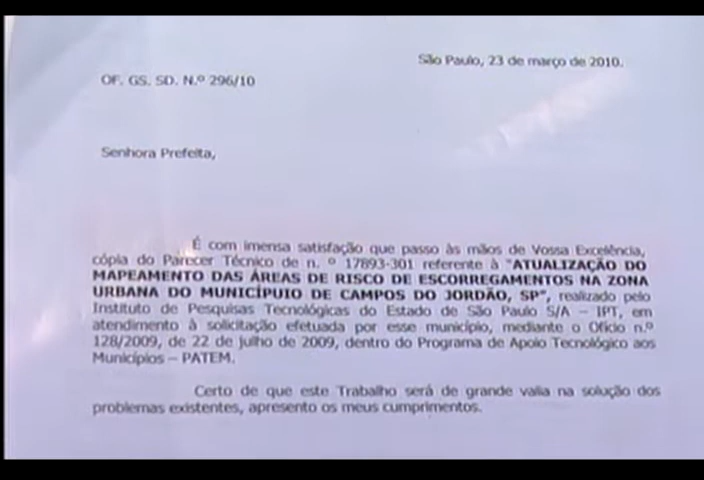 São Paulo, 23 de março de 2010.
OF. GS. SD. N.º 296/10
Senhora Prefeita,
É com imensa satisfação que passo às mãos de Vossa Excelência,
cópia do Parecer Técnico de n. º 17893-301 referente à "ATUALIZAÇÃO DO
MAPEAMENTO DAS ÁREAS DE RISCO DE ESCORREGAMENTOS NA ZONA
URBANA DO MUNICÍPUIO DE CAMPOS DO JORDÃO, SP", realizado pelo
Instituto de Pesquisas Tecnológicas do Estado de São Paulo S/A – IPT, em
atendimento à solicitação efetuada por esse município, mediante o Ofício n.º
128/2009, de 22 de julho de 2009, dentro do Programa de Apoio Tecnológico aos
Municípios – PATEM.
Certo de que este Trabalho será de grande valia na solução dos
problemas existentes, apresento os meus cumprimentos.